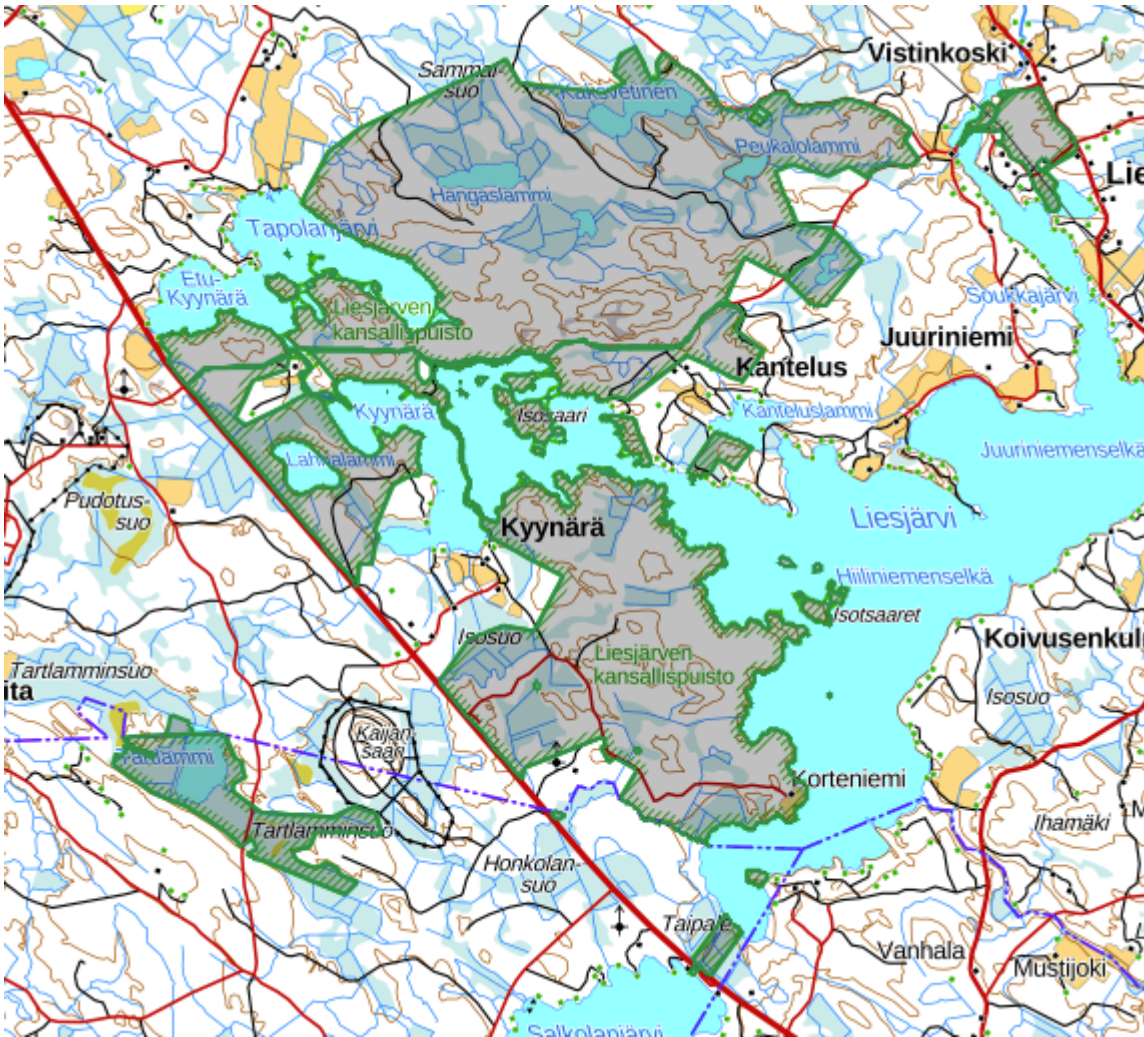 Vistinkoski
Sammal-
suo
Kaksvetinen
Peukalolammi
Lie
Hangaslammi
Tapolanjärvi
Etu-
Kyynärä
Soukkajärvi
Liesjärven
kansallispuisto
Juuriniemi
Kantelus
Kyynärä
Isosaari
Kanteluslammi
Juuriniemenselkä
Lahnalammi
Pudotus-
suo
Kyynärä
Liesjärvi
Hiiliniemenselkä
Isotsaaret
Isosuo
Koivusenkul
Liesjärven
kansallispuisto
Tartlamminsuo
ita
Isosuo
Kaijan-
saari
Tartlammi
Korteniemi
Ihamäki
Tartlamminsuo
Honkolan-
suo
Taipale
Vanhala
Mustijoki
Salkolanjärvi